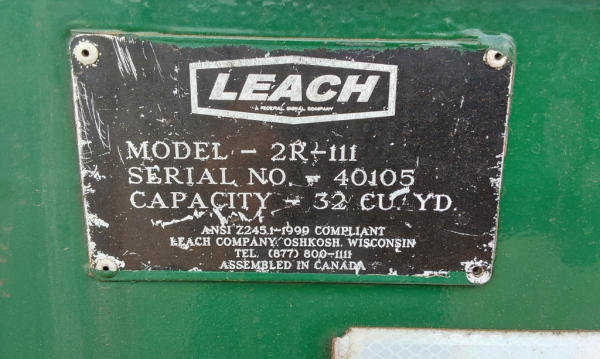 LEACH
A FEDERAL SIGNAL COMPANY
MODEL - 2R-111
SERIAL NO. - 40105
CAPACITY - 32 CU. YD.
ANSI Z245.1-1999 COMPLIANT
LEACH COMPANY, OSHKOSH, WISCONSIN
TEL. (877) 800-1111
ASSEMBLED IN CANADA